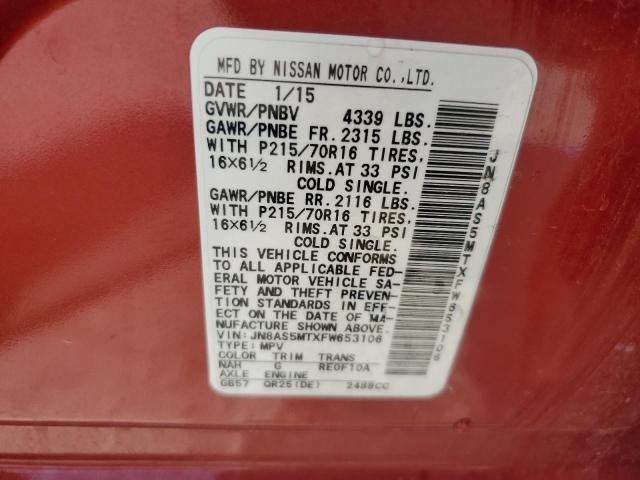 MFD BY NISSAN MOTOR CO.,LTD.
DATE 1/15
GVWR/PNBV 4339 LBS.
GAWR/PNBE FR. 2315 LBS.
WITH P215/70R16 TIRES,
16×6½ RIMS.AT 33 PSI
COLD SINGLE.
GAWR/PNBE RR. 2116 LBS.
WITH P215/70R16 TIRES,
16×6½ RIMS.AT 33 PSI
COLD SINGLE.
THIS VEHICLE CONFORMS
TO ALL APPLICABLE FED-
ERAL MOTOR VEHICLE SA-
FETY AND THEFT PREVEN-
TION STANDARDS IN EFF-
ECT ON THE DATE OF MA-
NUFACTURE SHOWN ABOVE.
VIN:JN8AS5MTXFW653106
TYPE:MPV
COLOR TRIM TRANS
NAH G RE0F10A
AXLE ENGINE
GB57 QR25(DE) 2488CC
JN8AS5MTXFW653106